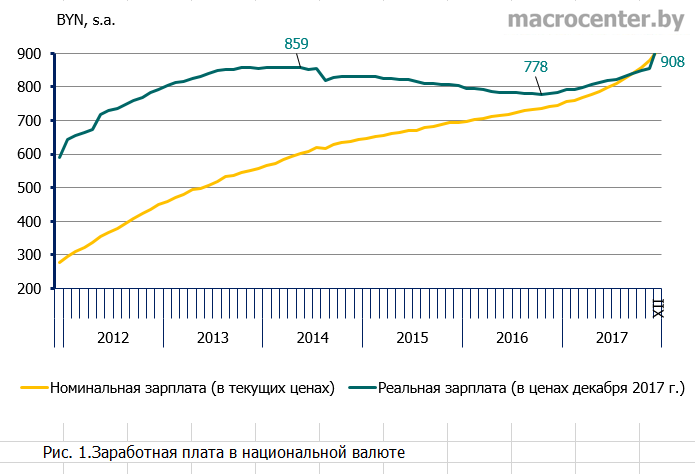 macrocenter.by
BYN, s.a.
859
778
908
900
800
700
600
500
400
300
200
XII
2012 2013 2014 2015 2016 2017
Номинальная зарплата (в текущих ценах) Реальная зарплата (в ценах декабря 2017 г.)
Рис. 1.Заработная плата в национальной валюте